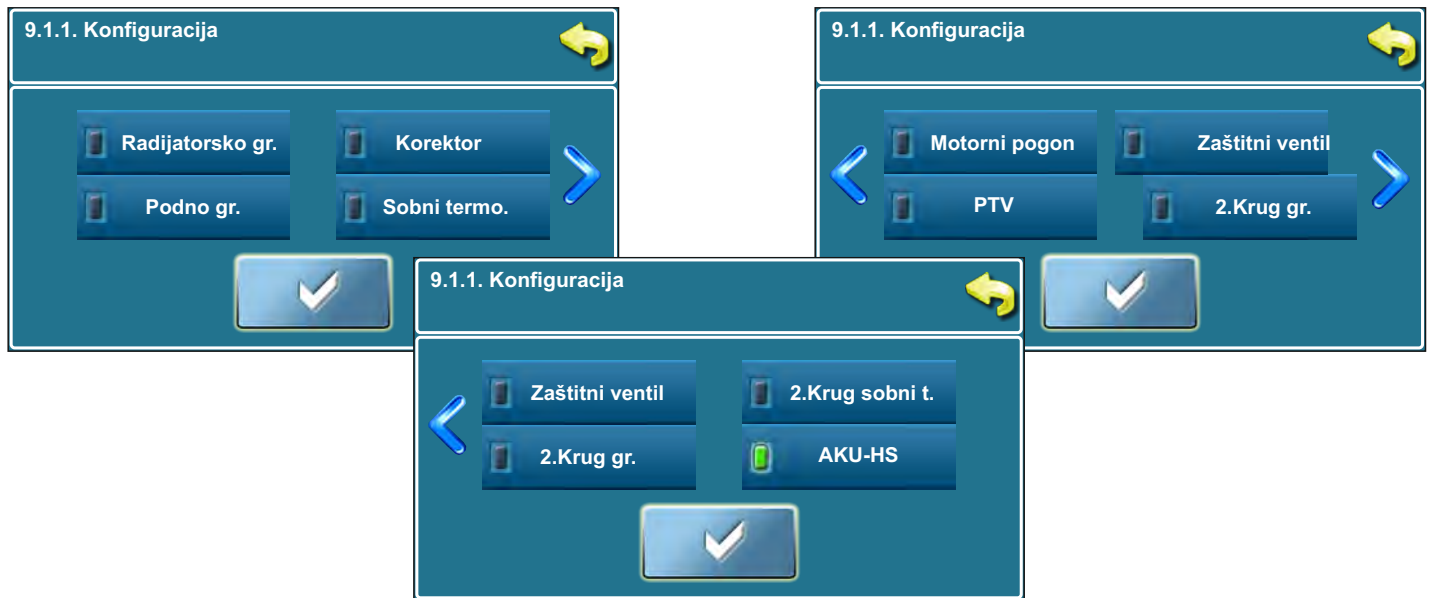 9.1.1. Konfiguracija
Radijatorsko gr.
Korektor
Podno gr.
Sobni termo.
9.1.1. Konfiguracija
Motorni pogon
Zaštitni ventil
PTV
2.Krug gr.
9.1.1. Konfiguracija
Zaštitni ventil
2.Krug sobni t.
2.Krug gr.
AKU-HS